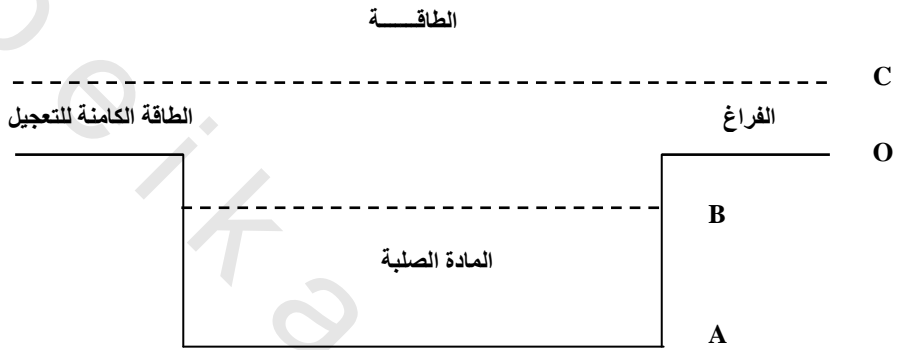 الطاقـــــة
C
الفراغ
الطاقة الكامنة للتعجيل
O
B
المادة الصلبة
A
e i k a